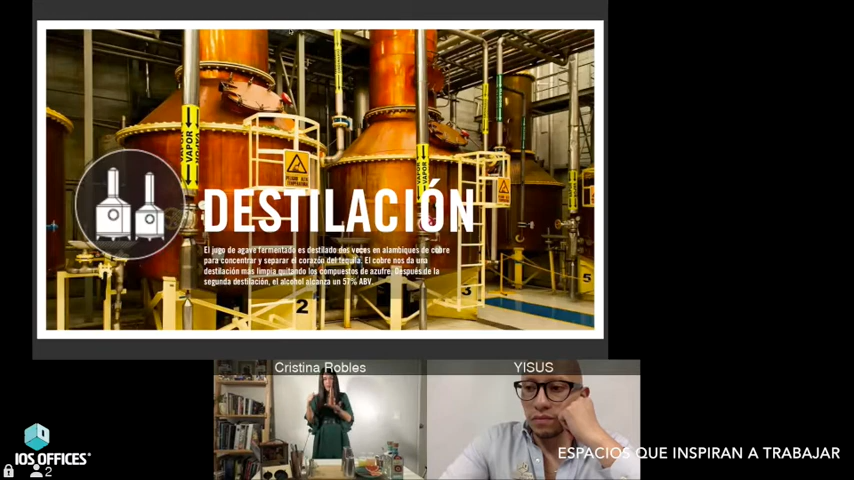 VAPOR
VAPOR
VAPOR
VAPOR
DESTILACIÓN
El jugo de agave fermentado es destilado dos veces en alambiques de cobre
para concentrar y separar el corazón del tequila. El cobre nos da una
destilación más limpia quitando los compuestos de azufre. Después de la
segunda destilación, el alcohol alcanza un 57% ABV.
2
3
5
Cristina Robles
YISUS
IOS OFFICES®
2
ESPACIOS QUE INSPIRAN A TRABAJAR